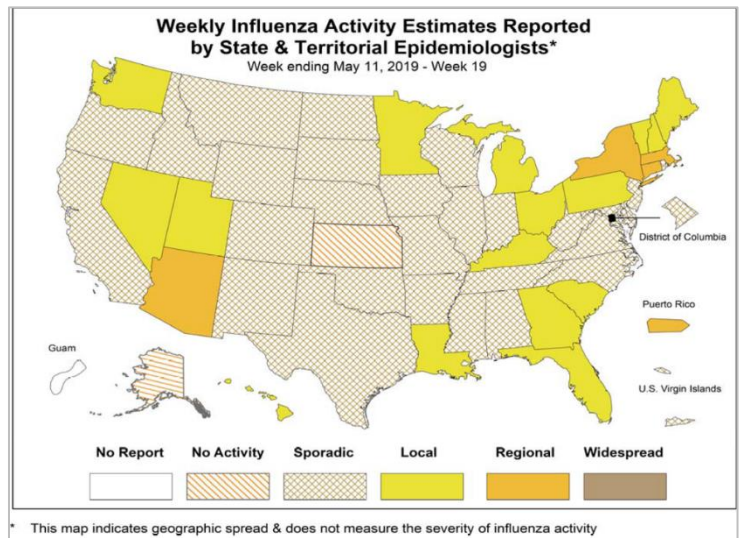 Weekly Influenza Activity Estimates Reported
by State & Territorial Epidemiologists*
Week ending May 11, 2019 - Week 19
District of Columbia
Puerto Rico
Guam
U.S. Virgin Islands
No Report No Activity Sporadic Local Regional Widespread
* This map indicates geographic spread & does not measure the severity of influenza activity